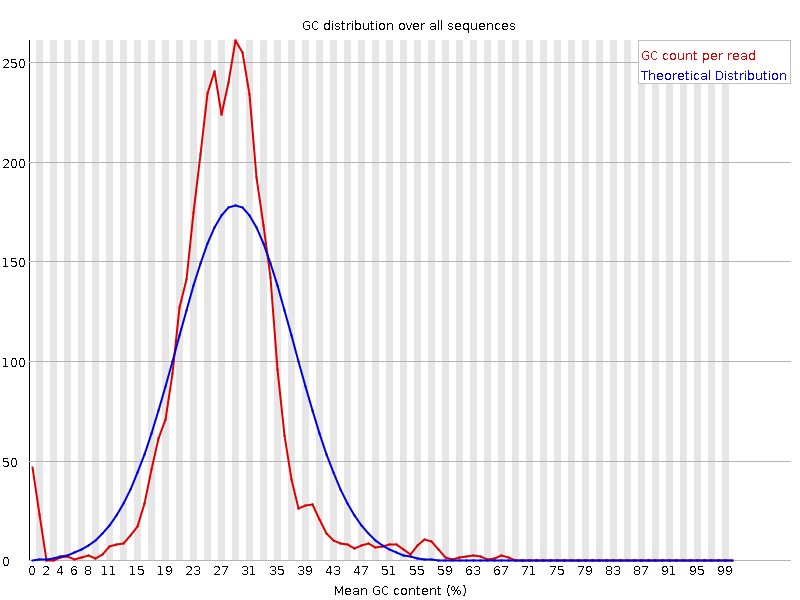 GC distribution over all sequences
GC count per read
Theoretical Distribution
250
200
150
100
50
0
0 2 4 6 8 11 15 19 23 27 31 35 39 43 47 51 55 59 63 67 71 75 79 83 87 91 95 99
Mean GC content (%)